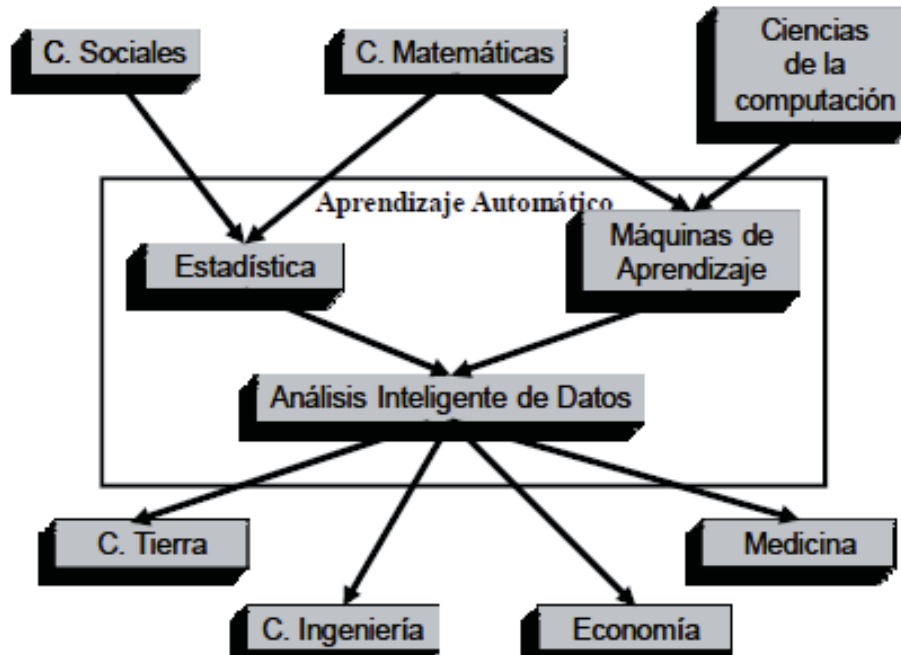 C. Sociales
C. Matemáticas
Ciencias
de la
computación
Aprendizaje Automático
Estadística
Máquinas de
Aprendizaje
Análisis Inteligente de Datos
C. Tierra
Medicina
C. Ingeniería
Economía